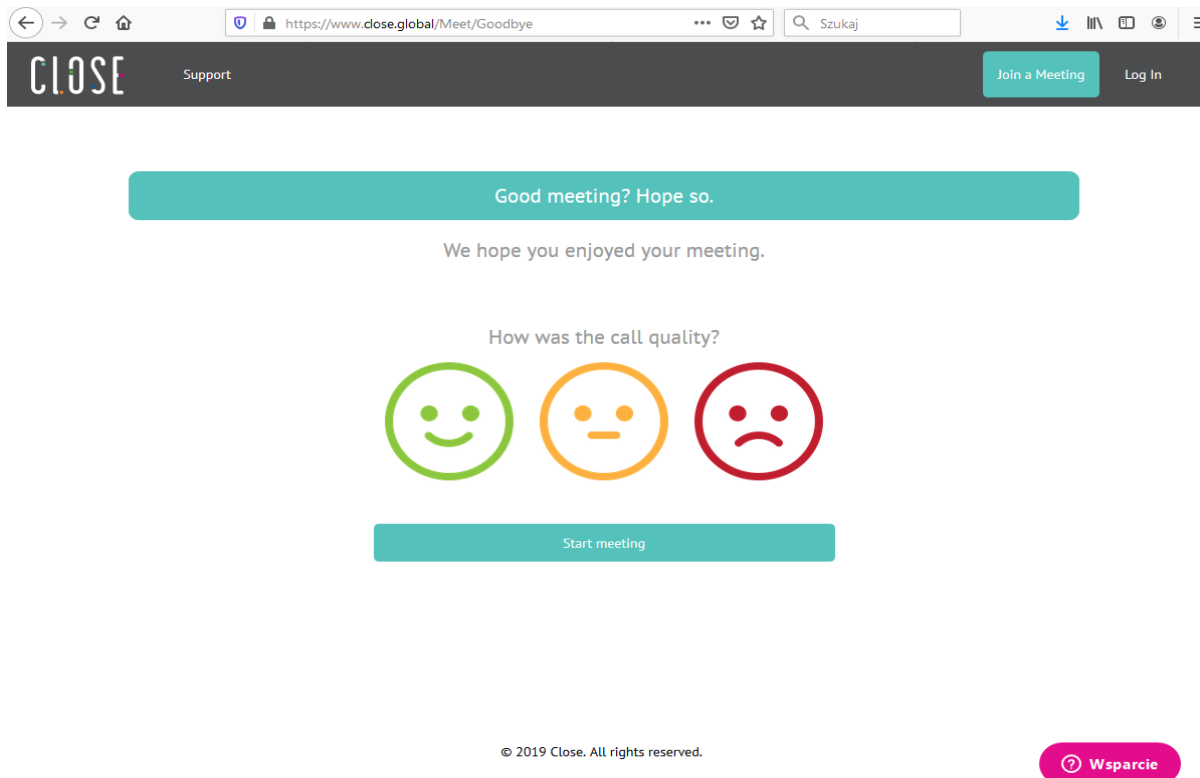 https://www.close.global/Meet/Goodbye
Szukaj
CLOSE
Support
Join a Meeting
Log In
Good meeting? Hope so.
We hope you enjoyed your meeting.
How was the call quality?
Start meeting
© 2019 Close. All rights reserved.
Wsparcie